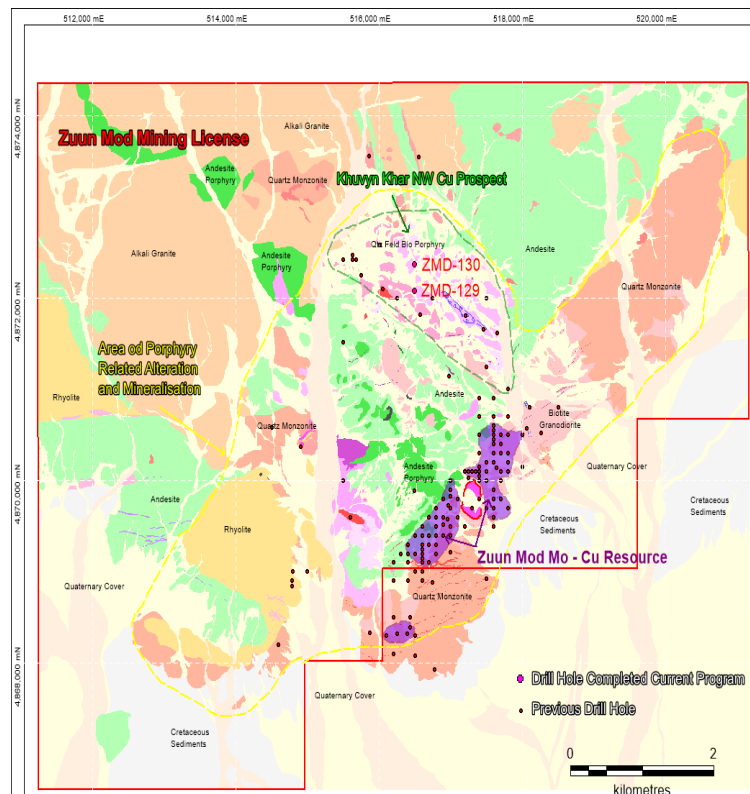 512,000 mE
514,000 mE
516,000 mE
518,000 mE
520,000 mE
4,874,000 mN
4,872,000 mN
4,870,000 mN
4,868,000 mN
Alkali Granite
Zuun Mod Mining License
Andesite
Porphyry
Quartz Monzonite
Khuvyn Khar NW Cu Prospect
Alkali Granite
Qtz Feld Bio Porphyry
Andesite
Andesite
Porphyry
ZMD-130
Quartz Monzonite
ZMD-129
Area od Porphyry
Related Alteration
and Mineralisation
Rhyolite
Andesite
Biotite
Granodiorite
Quartz Monzonite
Quaternary Cover
Andesite
Porphyry
Cretaceous
Sediments
Andesite
Rhyolite
Cretaceous
Sediments
Zuun Mod Mo - Cu Resource
Quaternary Cover
Quartz Monzonite
Drill Hole Completed Current Program
Quaternary Cover
Previous Drill Hole
Cretaceous
Sediments
0
2
kilometres